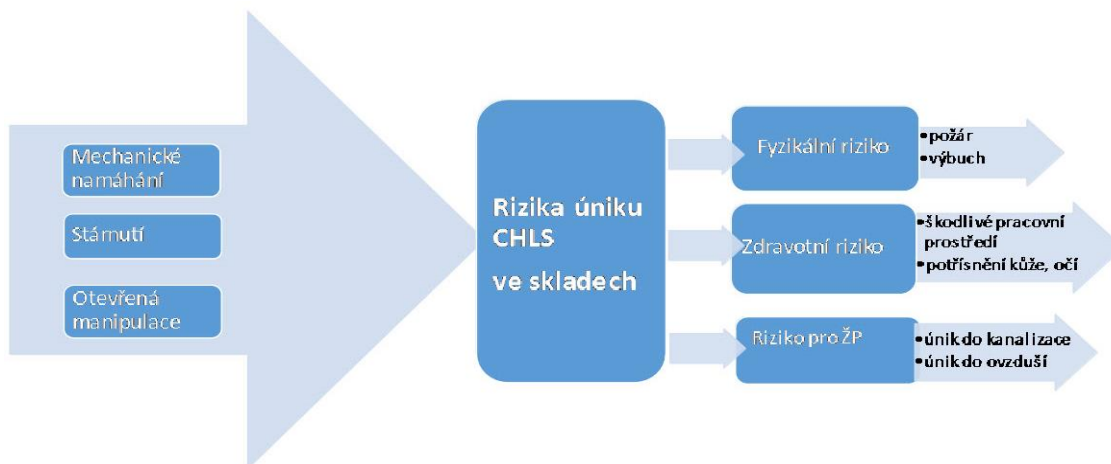 Mechanické
namáhání
Stárnutí
Otevřená
manipulace
Rizika úniku
CHLS
ve skladech
Fyzikální riziko
•požár
•výbuch
Zdravotní riziko
•škodlivé pracovní
prostředí
•potřísnění kůže, očí
Riziko pro ŽP
•únik do kanalizace
•únik do ovzduší